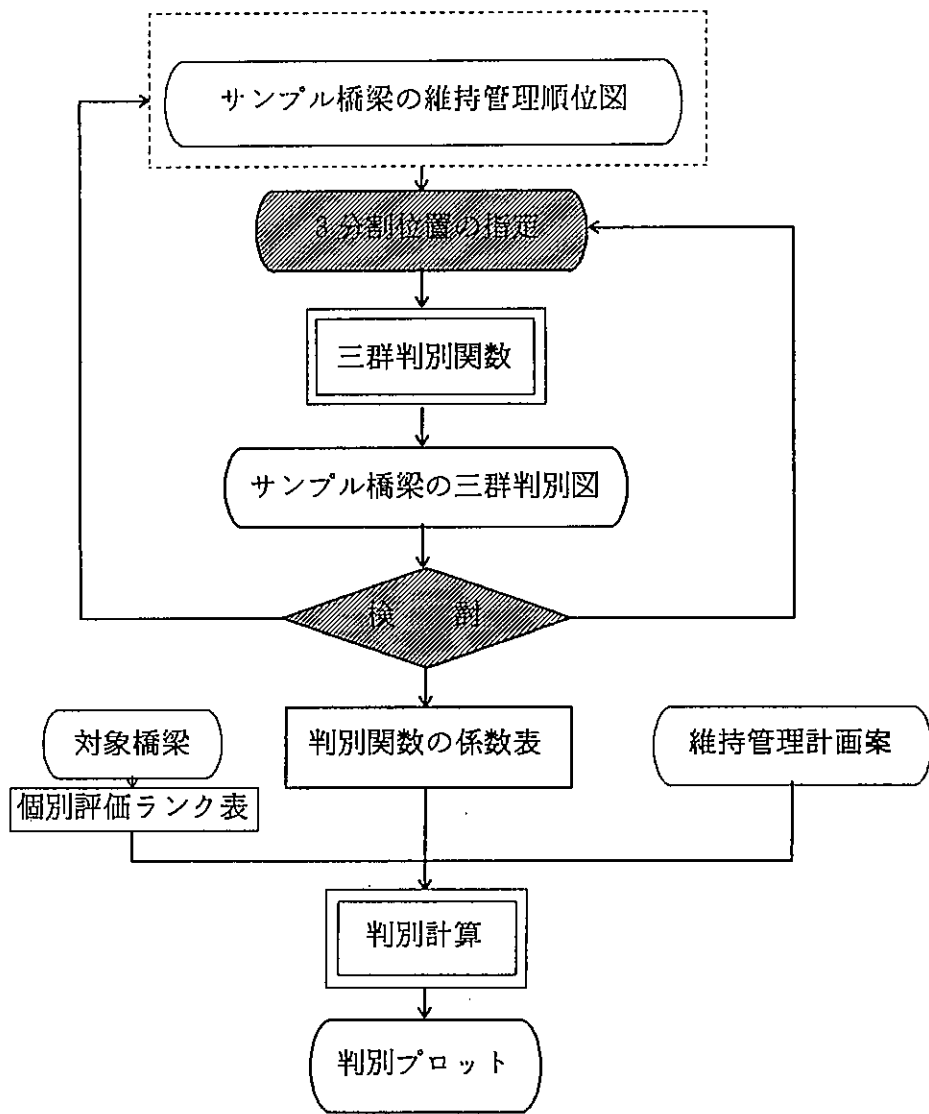 サンプル橋梁の維持管理順位図
3分割位置の指定
三群判別関数
サンプル橋梁の三群判別図
検 討
対象橋梁
判別関数の係数表
維持管理計画案
個別評価ランク表
判別計算
判別プロット